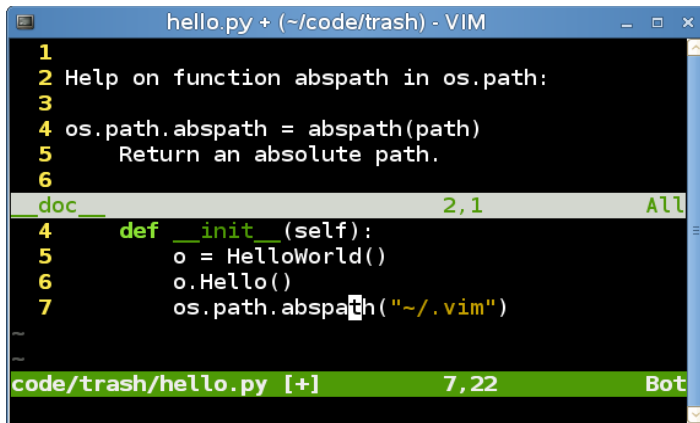 hello.py + (~/code/trash) - VIM
1
2 Help on function abspath in os.path:
3
4 os.path.abspath = abspath(path)
5     Return an absolute path.
6
__doc__ 2,1 All
4     def __init__(self):
5         o = HelloWorld()
6         o.Hello()
7         os.path.abspath("~/.vim")
~
~
code/trash/hello.py [+] 7,22 Bot